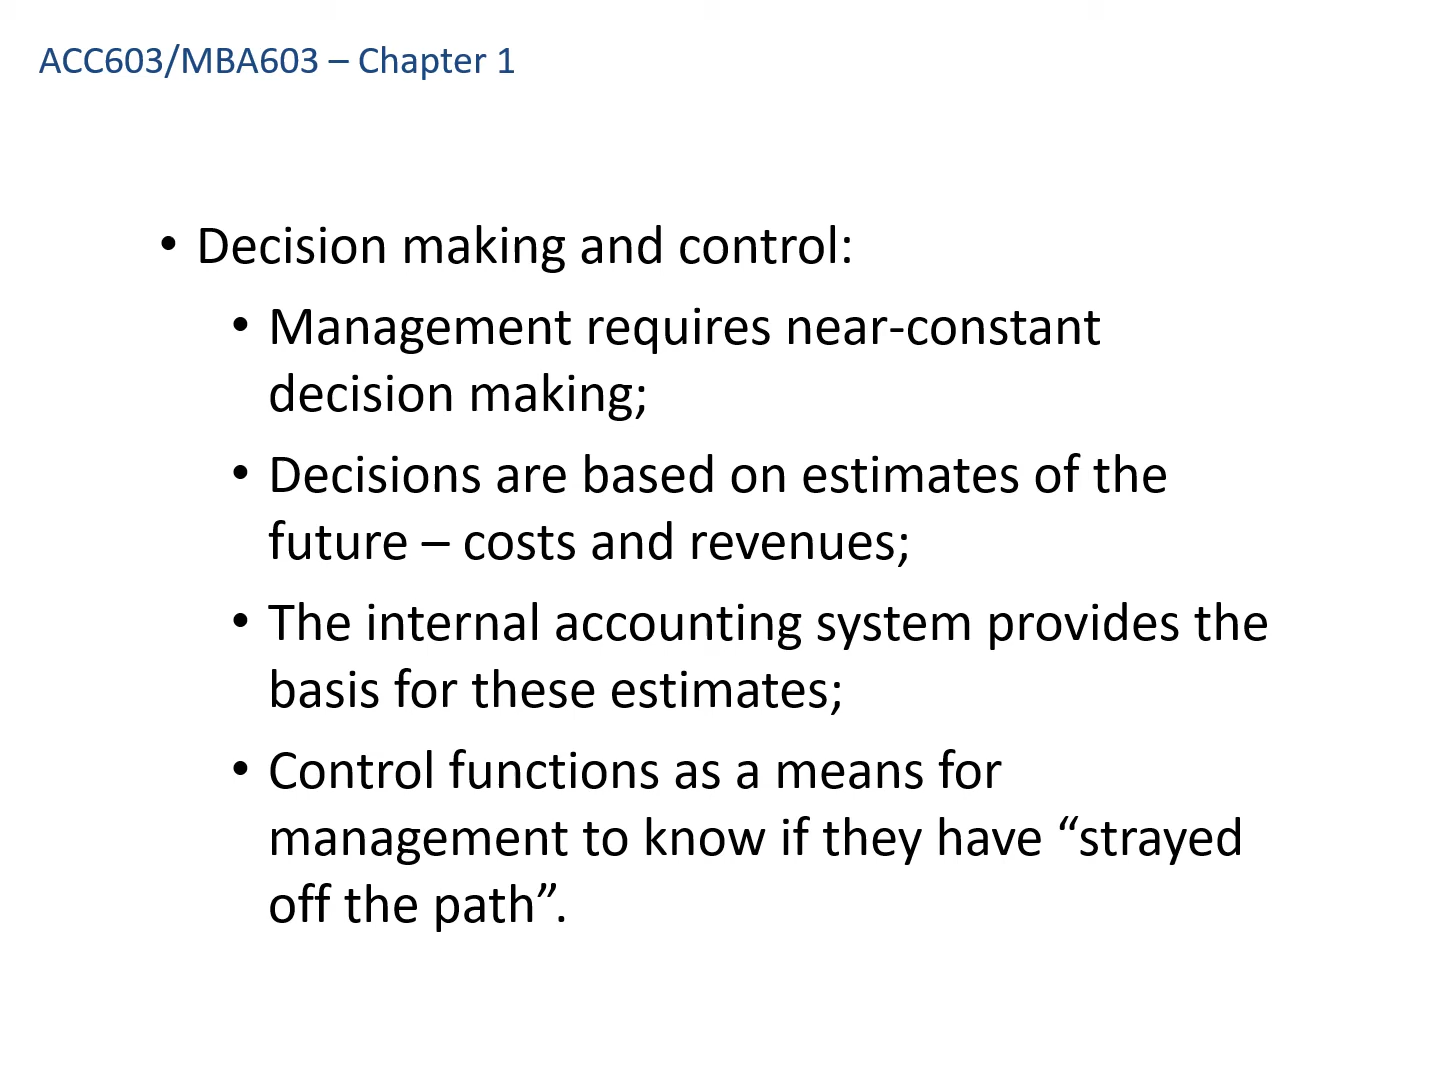 ACC603/MBA603 – Chapter 1
• Decision making and control:
• Management requires near-constant
decision making;
• Decisions are based on estimates of the
future – costs and revenues;
• The internal accounting system provides the
basis for these estimates;
• Control functions as a means for
management to know if they have “strayed
off the path”.